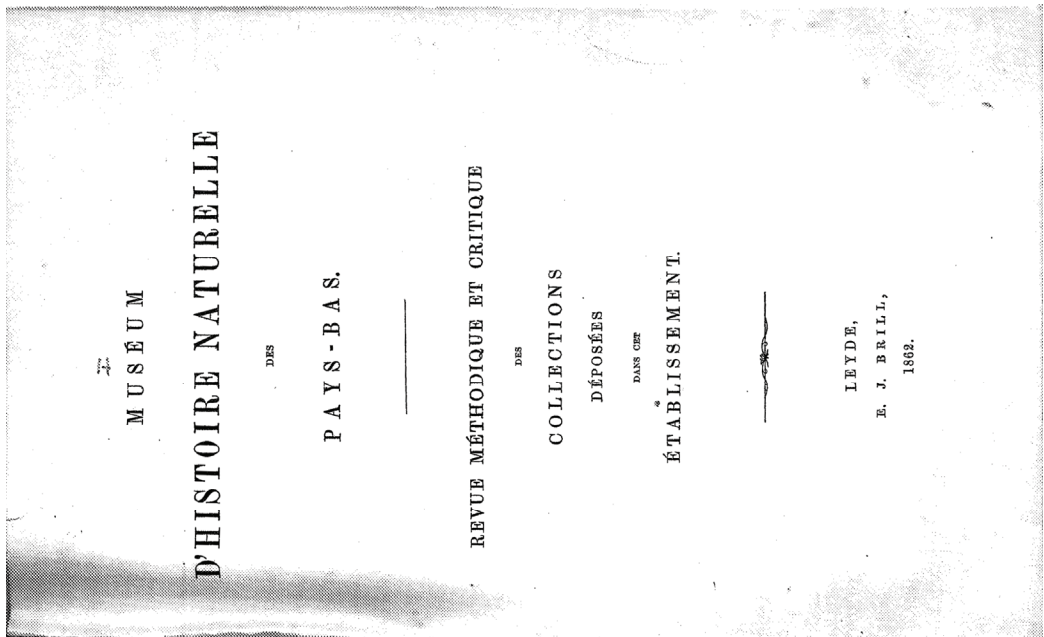 MUSÉUM
D'HISTOIRE NATURELLE
DES
PAYS-BAS.
REVUE MÉTHODIQUE ET CRITIQUE
DES
COLLECTIONS
DÉPOSÉES
DANS CET
ÉTABLISSEMENT.
LEYDE,
E. J. BRILL,
1862.